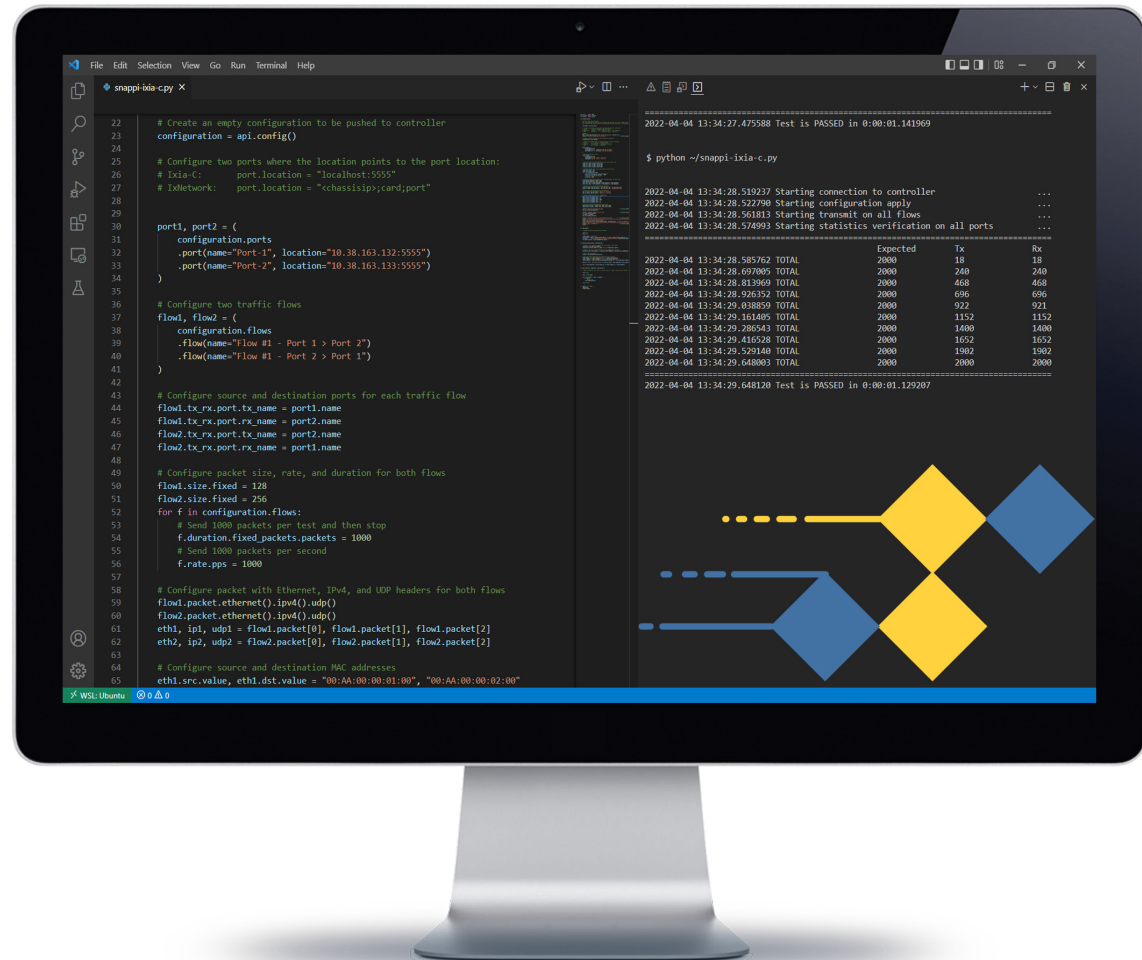 File Edit Selection View Go Run Terminal Help
snappi-ixia-c.py
22 # Create an empty configuration to be pushed to controller
23 configuration = api.config()
24
25 # Configure two ports where the location points to the port location:
26 # Ixia-C: port.location = "localhost:5555"
27 # IxNetwork: port.location = "<chassisip>;card;port"
28
29
30 port1, port2 = (
31 configuration.ports
32 .port(name="Port-1", location="10.38.163.132:5555")
33 .port(name="Port-2", location="10.38.163.133:5555")
34 )
35
36 # Configure two traffic flows
37 flow1, flow2 = (
38 configuration.flows
39 .flow(name="Flow #1 - Port 1 > Port 2")
40 .flow(name="Flow #1 - Port 2 > Port 1")
41 )
42
43 # Configure source and destination ports for each traffic flow
44 flow1.tx_rx.port.tx_name = port1.name
45 flow1.tx_rx.port.rx_name = port2.name
46 flow2.tx_rx.port.tx_name = port2.name
47 flow2.tx_rx.port.rx_name = port1.name
48
49 # Configure packet size, rate, and duration for both flows
50 flow1.size.fixed = 128
51 flow2.size.fixed = 256
52 for f in configuration.flows:
53 # Send 1000 packets per test and then stop
54 f.duration.fixed_packets.packets = 1000
55 # Send 1000 packets per second
56 f.rate.pps = 1000
57
58 # Configure packet with Ethernet, IPv4, and UDP headers for both flows
59 flow1.packet.ethernet().ipv4().udp()
60 flow2.packet.ethernet().ipv4().udp()
61 eth1, ip1, udp1 = flow1.packet[0], flow1.packet[1], flow1.packet[2]
62 eth2, ip2, udp2 = flow2.packet[0], flow2.packet[1], flow2.packet[2]
63
64 # Configure source and destination MAC addresses
65 eth1.src.value, eth1.dst.value = "00:AA:00:00:01:00", "00:AA:00:00:02:00"
WSL: Ubuntu 0 0
2022-04-04 13:34:27.475588 Test is PASSED in 0:00:01.141969
$ python ~/snappi-ixia-c.py
2022-04-04 13:34:28.519237 Starting connection to controller ...
2022-04-04 13:34:28.522790 Starting configuration apply ...
2022-04-04 13:34:28.561813 Starting transmit on all flows ...
2022-04-04 13:34:28.574993 Starting statistics verification on all ports ...
Expected Tx Rx
2022-04-04 13:34:28.585762 TOTAL 2000 18 18
2022-04-04 13:34:28.697005 TOTAL 2000 240 240
2022-04-04 13:34:28.813969 TOTAL 2000 468 468
2022-04-04 13:34:28.926352 TOTAL 2000 696 696
2022-04-04 13:34:29.038859 TOTAL 2000 922 921
2022-04-04 13:34:29.161405 TOTAL 2000 1152 1152
2022-04-04 13:34:29.286543 TOTAL 2000 1400 1400
2022-04-04 13:34:29.416528 TOTAL 2000 1652 1652
2022-04-04 13:34:29.529140 TOTAL 2000 1902 1902
2022-04-04 13:34:29.648003 TOTAL 2000 2000 2000
2022-04-04 13:34:29.648120 Test is PASSED in 0:00:01.129207